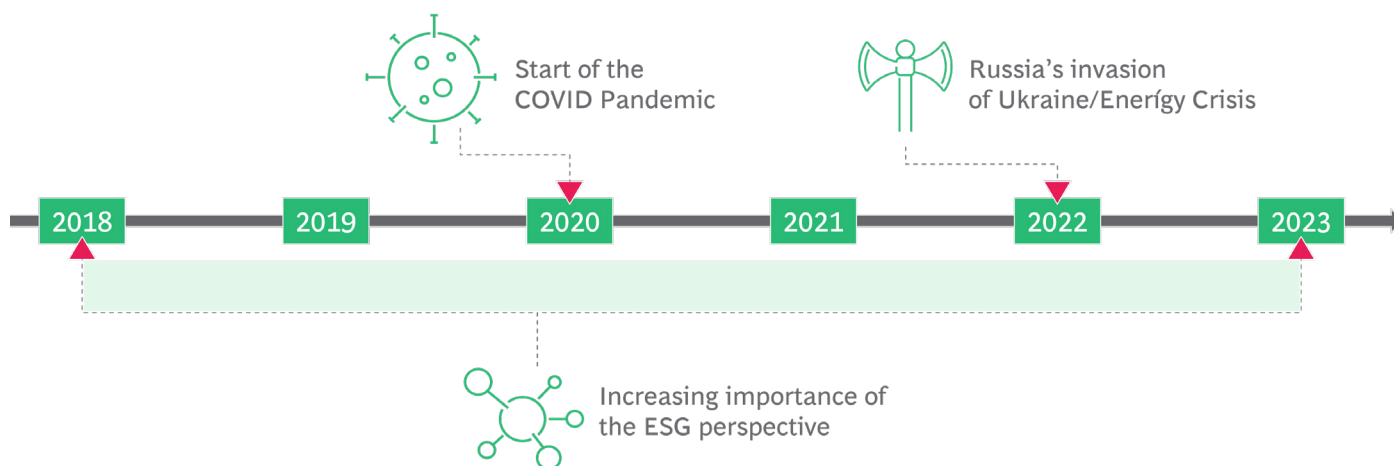 Start of the
COVID Pandemic
Russia's invasion
of Ukraine/Enerígy Crisis
2018
2019
2020
2021
2022
2023
Increasing importance of
the ESG perspective